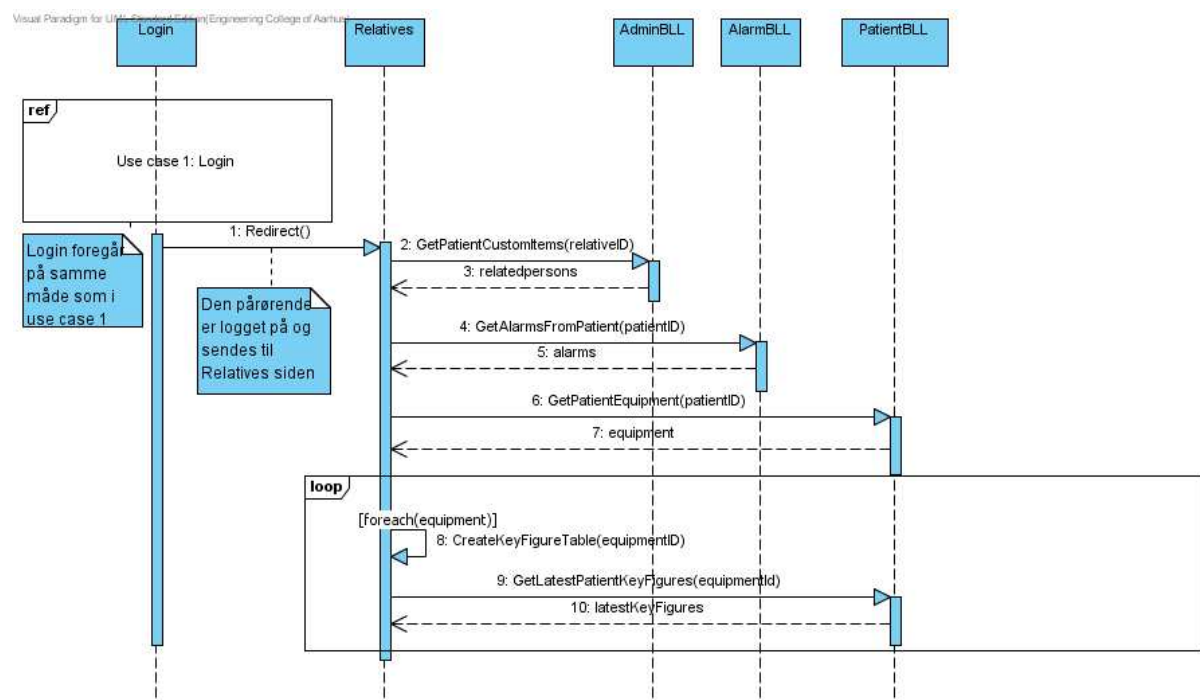 Visual Paradigm for UML Standard Edition(Engineering College of Aarhus)
Login
Relatives
AdminBLL
AlarmBLL
PatientBLL
ref
Use case 1: Login
1: Redirect()
2: GetPatientCustomItems(relativeID)
3: relatedpersons
Login foregår
på samme
måde som i
use case 1
Den pårørende
er logget på og
sendes til
Relatives siden
4: GetAlarmsFromPatient(patientID)
5: alarms
6: GetPatientEquipment(patientID)
7: equipment
loop
[foreach(equipment)]
8: CreateKeyFigureTable(equipmentID)
9: GetLatestPatientKeyFigures(equipmentId)
10: latestKeyFigures